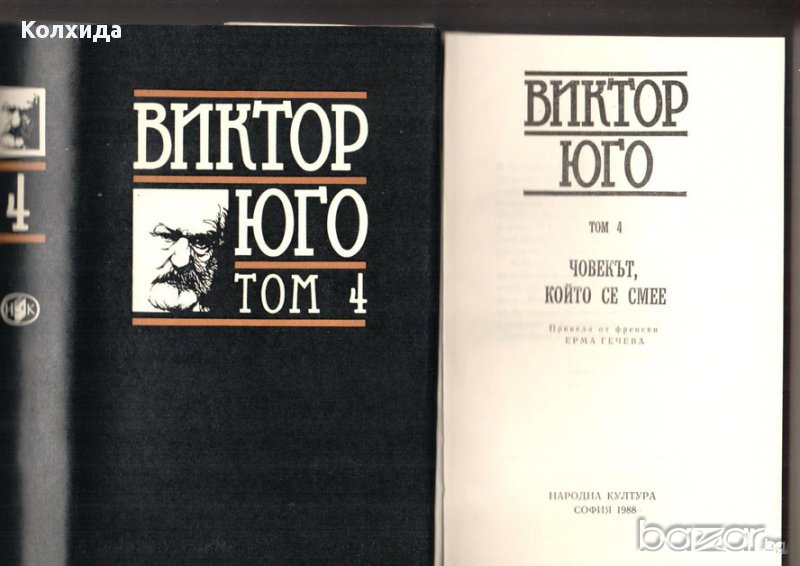 Колхида
4
НК
ВИКТОР
ЮГО
ТОМ 4
ВИКТОР
ЮГО
ТОМ 4
ЧОВЕКЪТ,
КОЙТО СЕ СМЕЕ
Превела от френски
ЕРМА ГЕЧЕВА
НАРОДНА КУЛТУРА
СОФИЯ 1988
bazar.bg